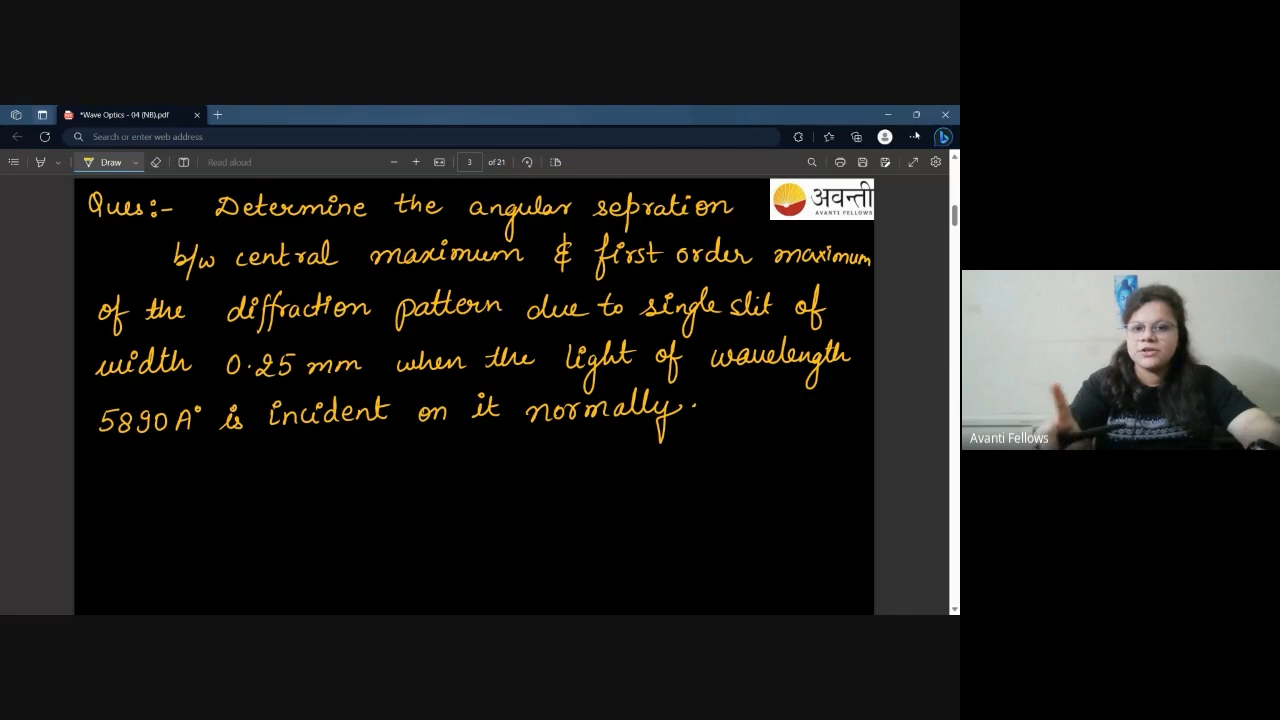 *Wave Optics - 04 (NB).pdf
Search or enter web address
Draw
Read aloud
3 of 21
Ques:- Determine the angular sepration
b/w central maximum & first order maximum
of the diffraction pattern due to single slit of
width 0.25 mm when the light of wavelength
5890 A° is incident on it normally.
अवन्ती
AVANTI FELLOWS
Avanti Fellows